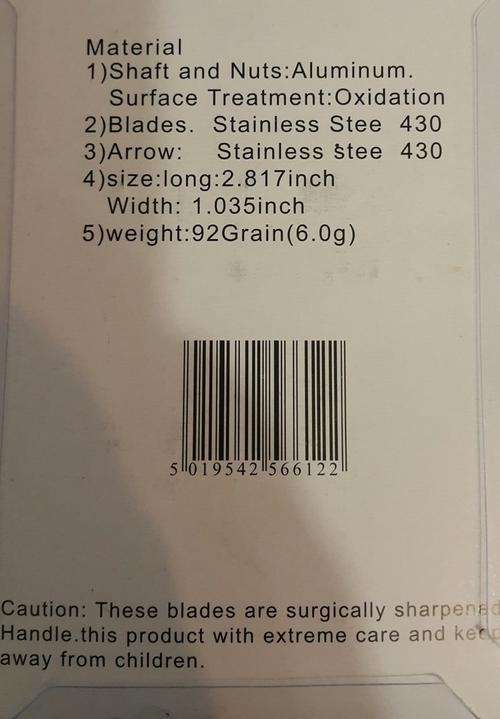 Material
1)Shaft and Nuts:Aluminum.
Surface Treatment:Oxidation
2)Blades. Stainless Stee 430
3)Arrow: Stainless Stee 430
4)size:long:2.817inch
Width: 1.035inch
5)weight:92Grain(6.0g)
5 019542 566122
Caution: These blades are surgically sharpened
Handle.this product with extreme care and keep
away from children.